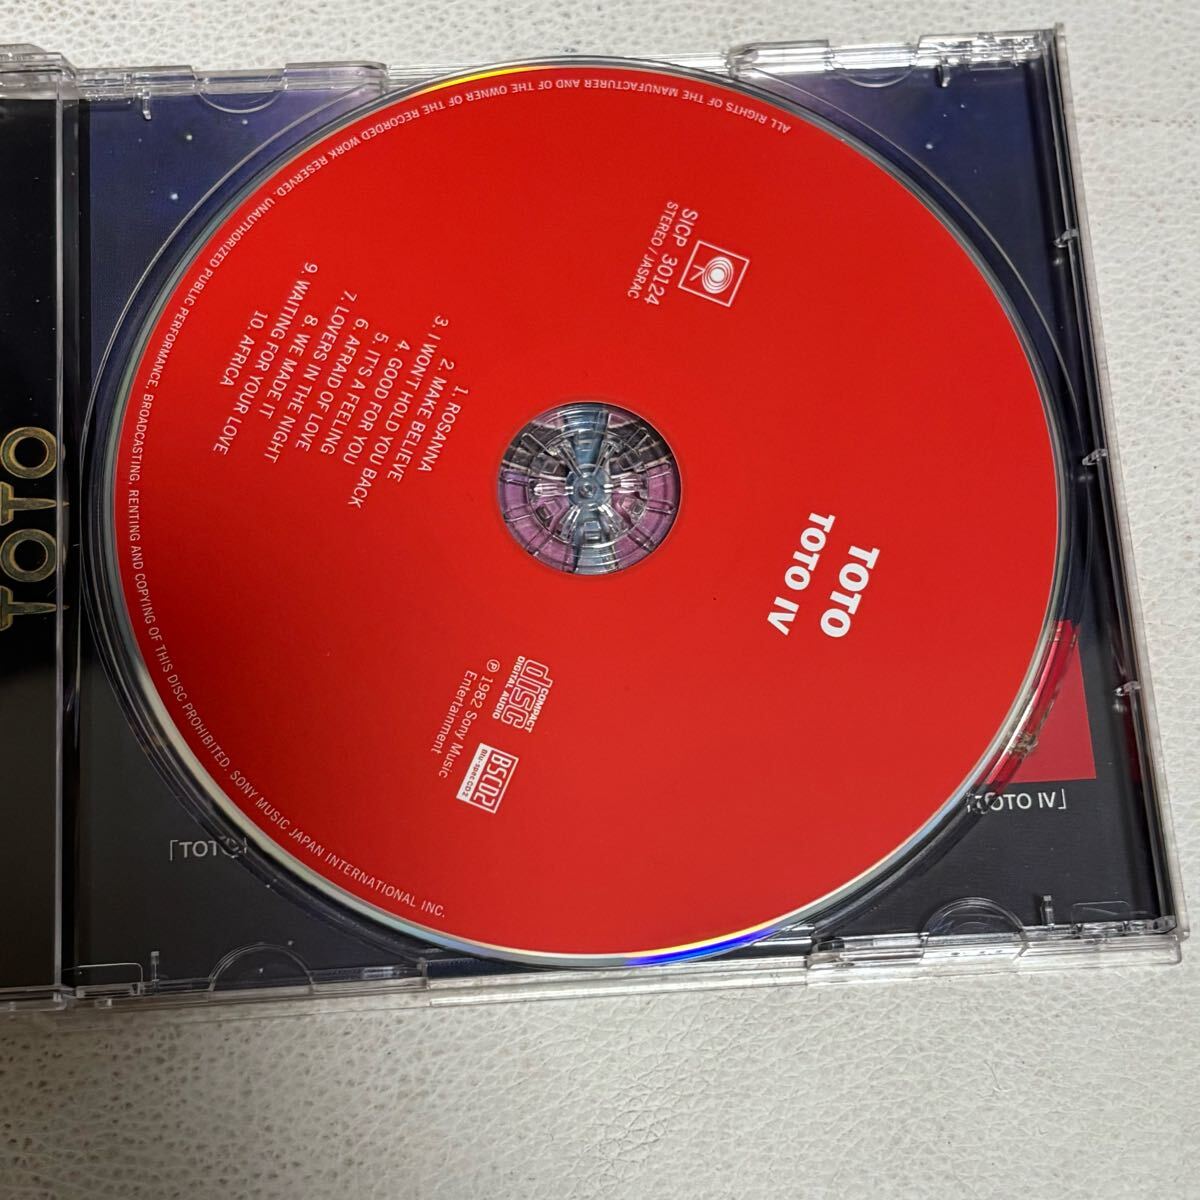 TOTO
TOTO IV
SICP 30124
STEREO / JASRAC
1. ROSANNA
2. MAKE BELIEVE
3. I WON'T HOLD YOU BACK
4. GOOD FOR YOU
5. IT'S A FEELING
6. AFRAID OF LOVE
7. LOVERS IN THE NIGHT
8. WE MADE IT
9. WAITING FOR YOUR LOVE
10. AFRICA
COMPACT
disc
DIGITAL AUDIO
BSCD2
Blu-spec CD2
℗ 1982 Sony Music
Entertainment
ALL RIGHTS OF THE MANUFACTURER AND OF THE OWNER OF THE RECORDED WORK RESERVED. UNAUTHORIZED PUBLIC PERFORMANCE, BROADCASTING, RENTING AND COPYING OF THIS DISC PROHIBITED. SONY MUSIC JAPAN INTERNATIONAL INC.
TOTO
TOTO IV」